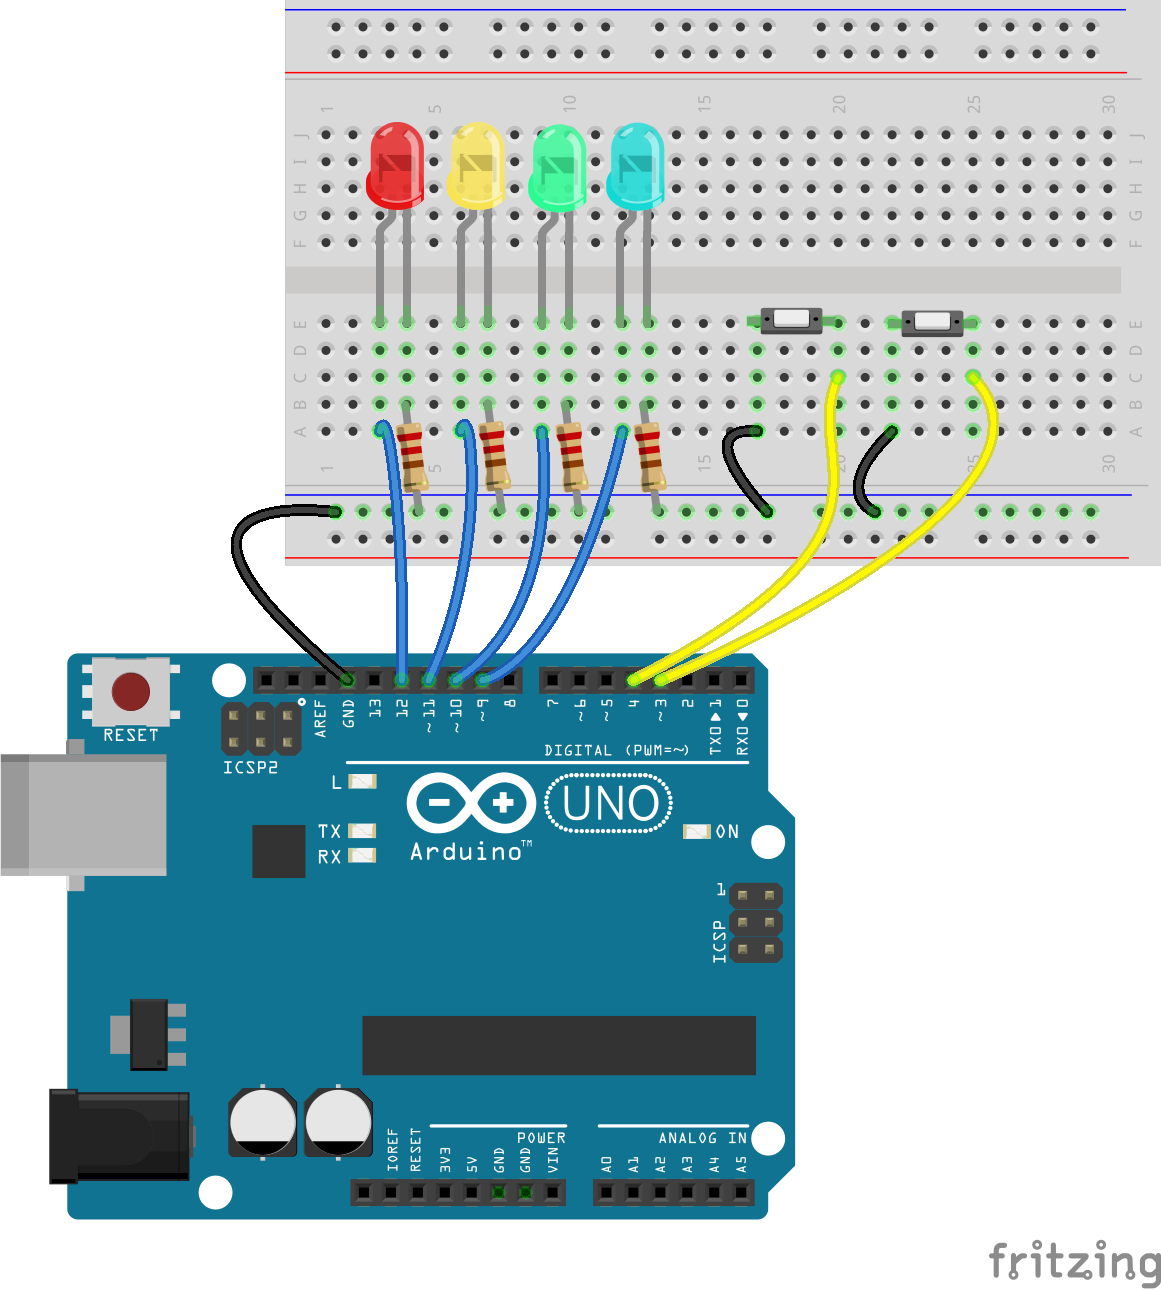 1 5 10 15 20 25 30
J J
I I
H H
G G
F F
E E
D D
C C
B B
A A
1 5 15 20 25 30
RESET
ICSP2
AREF GND 13 12 ~11 ~10 ~9 8 7 ~6 ~5 4 ~3 2 TX0▶1 RX0◀0
DIGITAL (PWM=~)
L
TX
RX
UNO
Arduino™
ON
1
ICSP
POWER
ANALOG IN
IOREF RESET 3V3 5V GND GND VIN A0 A1 A2 A3 A4 A5
fritzing